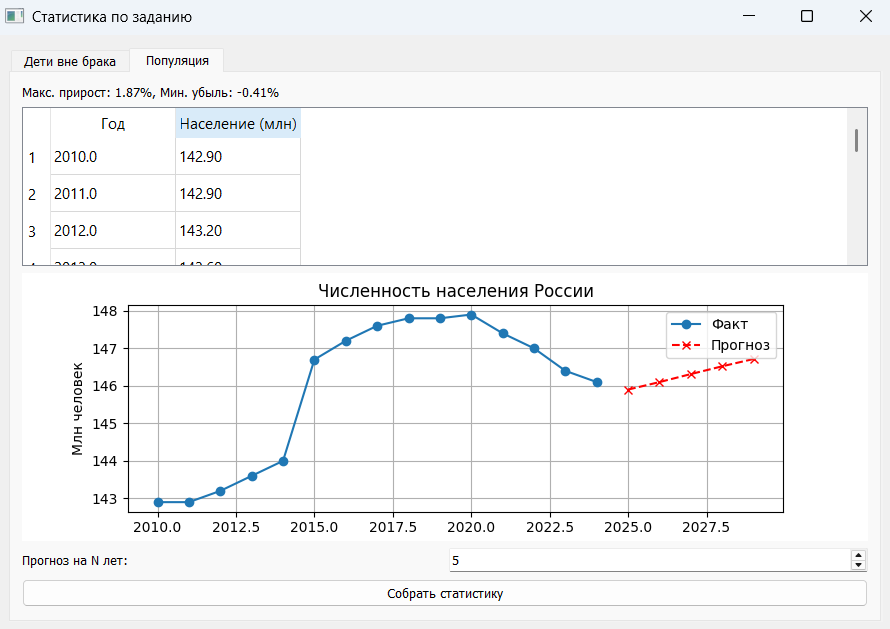 Статистика по заданию
Дети вне брака Популяция
Макс. прирост: 1.87%, Мин. убыль: -0.41%
Год Население (млн)
1 2010.0 142.90
2 2011.0 142.90
3 2012.0 143.20
Численность населения России
148
147
146
145
144
143
Млн человек
Факт
Прогноз
2010.0 2012.5 2015.0 2017.5 2020.0 2022.5 2025.0 2027.5
Прогноз на N лет: 5
Собрать статистику